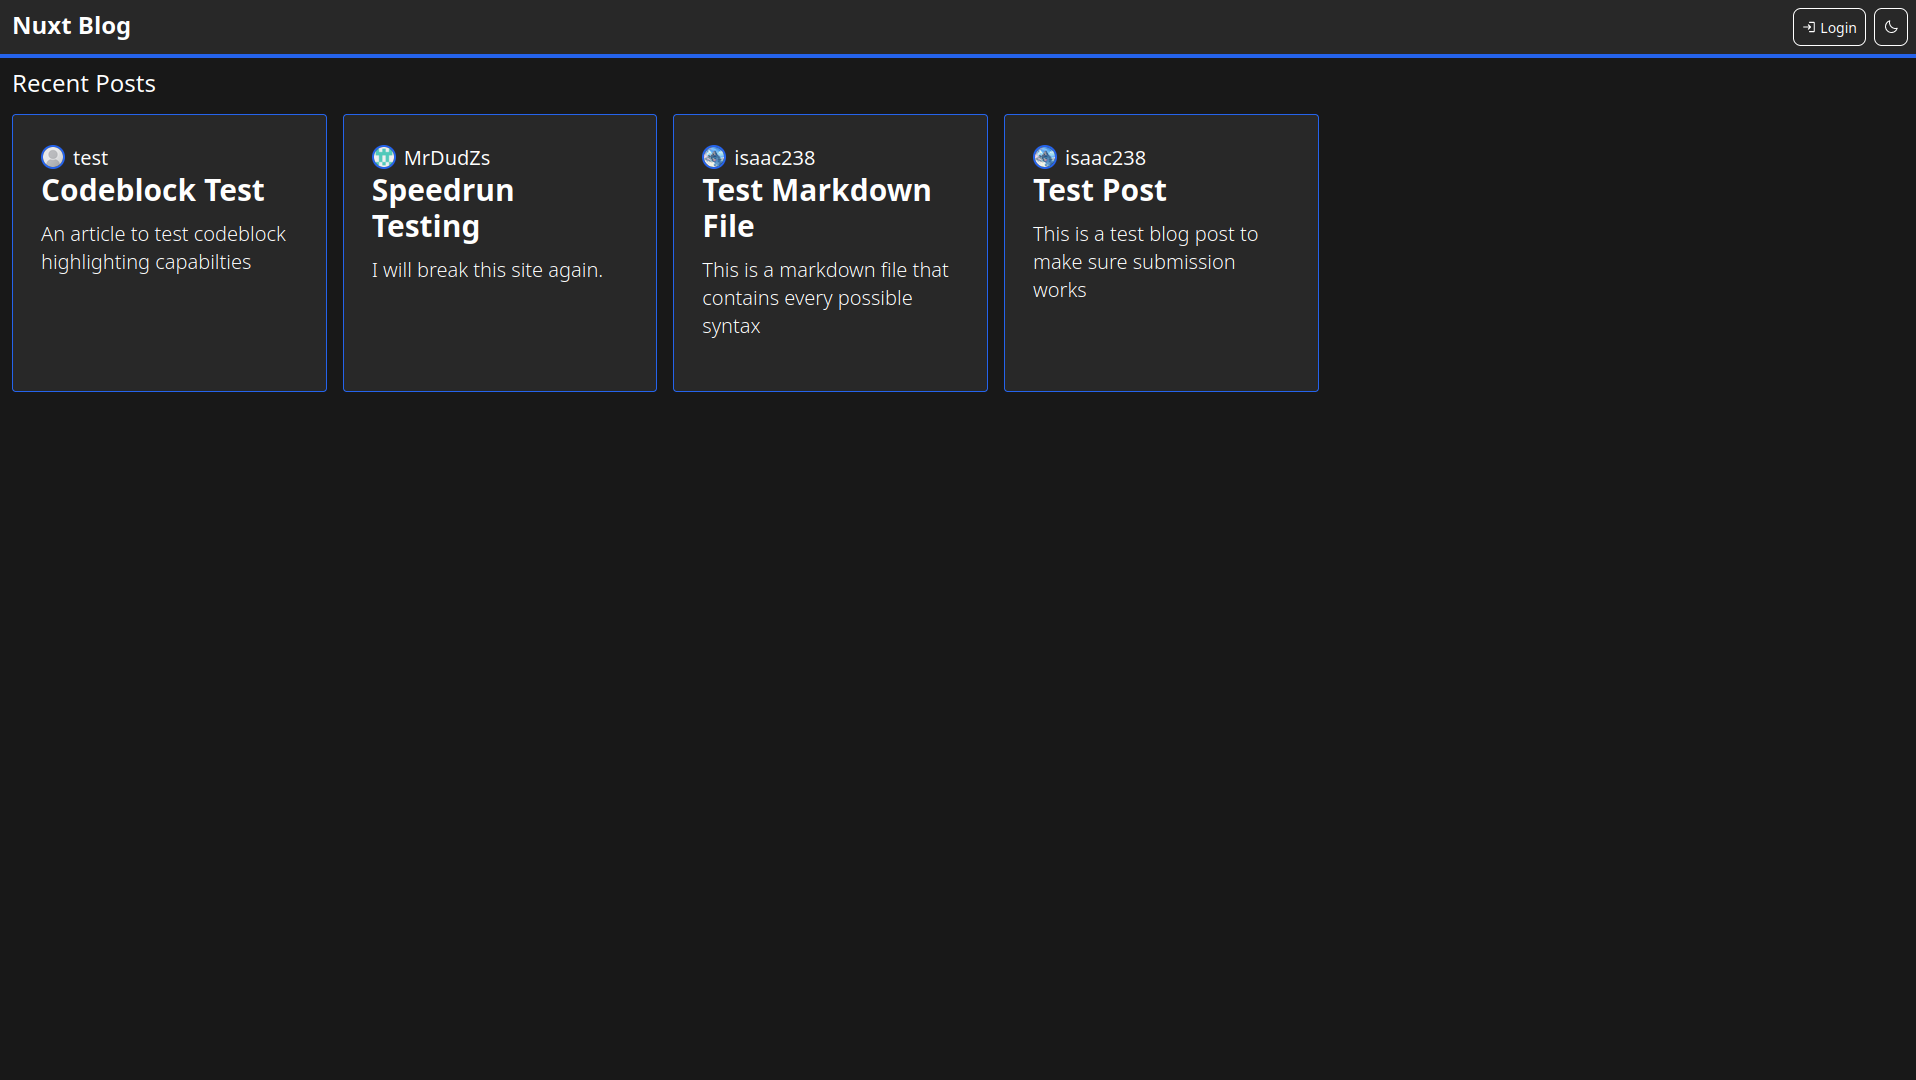 Nuxt Blog
Login
Recent Posts
test
Codeblock Test
An article to test codeblock
highlighting capabilties
MrDudZs
Speedrun
Testing
I will break this site again.
isaac238
Test Markdown
File
This is a markdown file that
contains every possible
syntax
isaac238
Test Post
This is a test blog post to
make sure submission
works